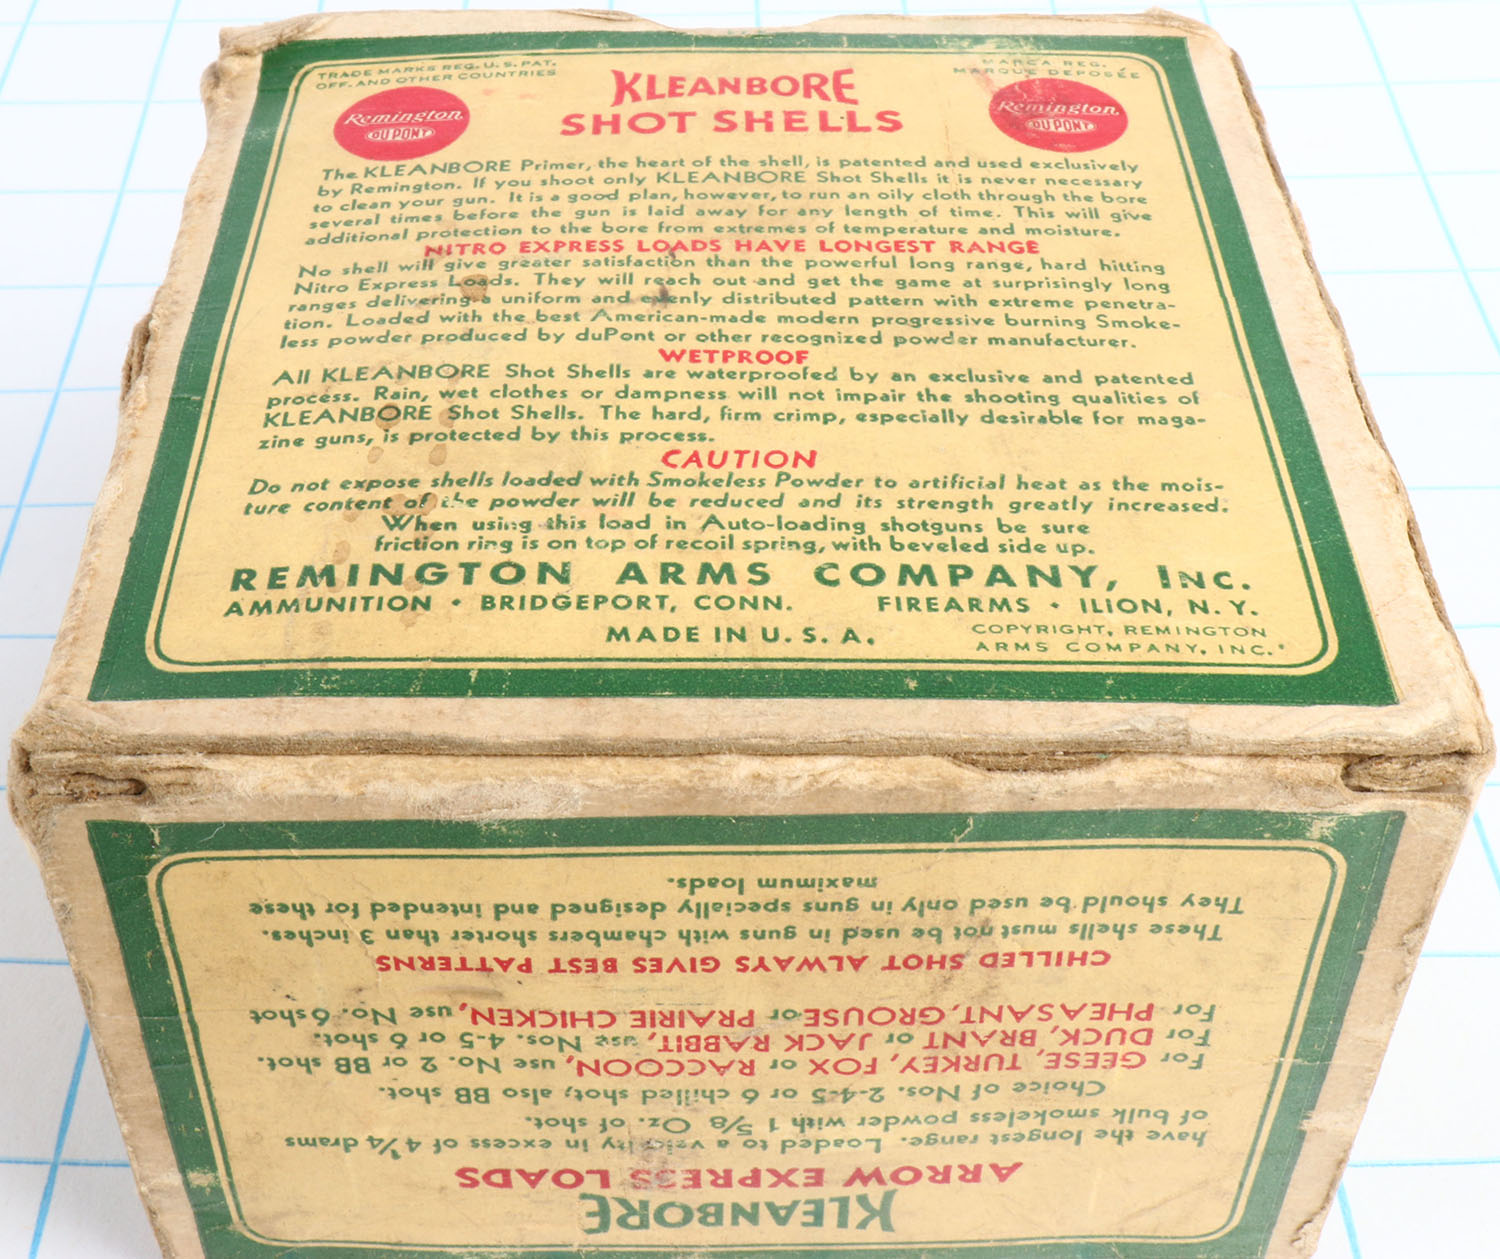 TRADE MARKS REG. U.S. PAT.
OFF. AND OTHER COUNTRIES
MARCA REG.
MARQUE DEPOSÉE
Remington
DU PONT
KLEANBORE
SHOT SHELLS
Remington
DU PONT
The KLEANBORE Primer, the heart of the shell, is patented and used exclusively
by Remington. If you shoot only KLEANBORE Shot Shells it is never necessary
to clean your gun. It is a good plan, however, to run an oily cloth through the bore
several times before the gun is laid away for any length of time. This will give
additional protection to the bore from extremes of temperature and moisture.
NITRO EXPRESS LOADS HAVE LONGEST RANGE
No shell will give greater satisfaction than the powerful long range, hard hitting
Nitro Express Loads. They will reach out and get the game at surprisingly long
ranges delivering a uniform and evenly distributed pattern with extreme penetra-
tion. Loaded with the best American-made modern progressive burning Smoke-
less powder produced by duPont or other recognized powder manufacturer.
WETPROOF
All KLEANBORE Shot Shells are waterproofed by an exclusive and patented
process. Rain, wet clothes or dampness will not impair the shooting qualities of
KLEANBORE Shot Shells. The hard, firm crimp, especially desirable for maga-
zine guns, is protected by this process.
CAUTION
Do not expose shells loaded with Smokeless Powder to artificial heat as the mois-
ture content of the powder will be reduced and its strength greatly increased.
When using this load in Auto-loading shotguns be sure
friction ring is on top of recoil spring, with beveled side up.
REMINGTON ARMS COMPANY, INC.
AMMUNITION • BRIDGEPORT, CONN. FIREARMS • ILION, N.Y.
MADE IN U.S.A.
COPYRIGHT, REMINGTON
ARMS COMPANY, INC.
KLEANBORE
ARROW EXPRESS LOADS
have the longest range. Loaded to a velocity in excess of 4 3/4 drams
of bulk smokeless powder with 1 5/8 Oz. of shot.
Choice of Nos. 2-4-5 or 6 chilled shot; also BB shot.
For GEESE, TURKEY, FOX or RACCOON, use No. 2 or BB shot.
For DUCK, BRANT or JACK RABBIT, use Nos. 4-5 or 6 shot.
For PHEASANT, GROUSE or PRAIRIE CHICKEN, use No. 6 shot
CHILLED SHOT ALWAYS GIVES BEST PATTERNS
These shells must not be used in guns with chambers shorter than 3 inches.
They should be used only in guns specially designed and intended for these
maximum loads.